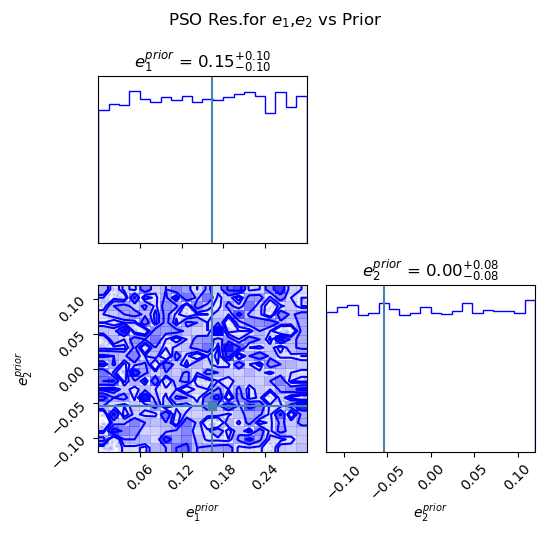 PSO Res.for e₁,e₂ vs Prior
e₁ᵖʳⁱᵒʳ = 0.15⁺⁰·¹⁰₋₀.₁₀
e₂ᵖʳⁱᵒʳ = 0.00⁺⁰·⁰⁸₋₀.₀₈
0.10
0.05
0.00
−0.05
−0.10
e₂ᵖʳⁱᵒʳ
0.06 0.12 0.18 0.24
e₁ᵖʳⁱᵒʳ
−0.10 −0.05 0.00 0.05 0.10
e₂ᵖʳⁱᵒʳ